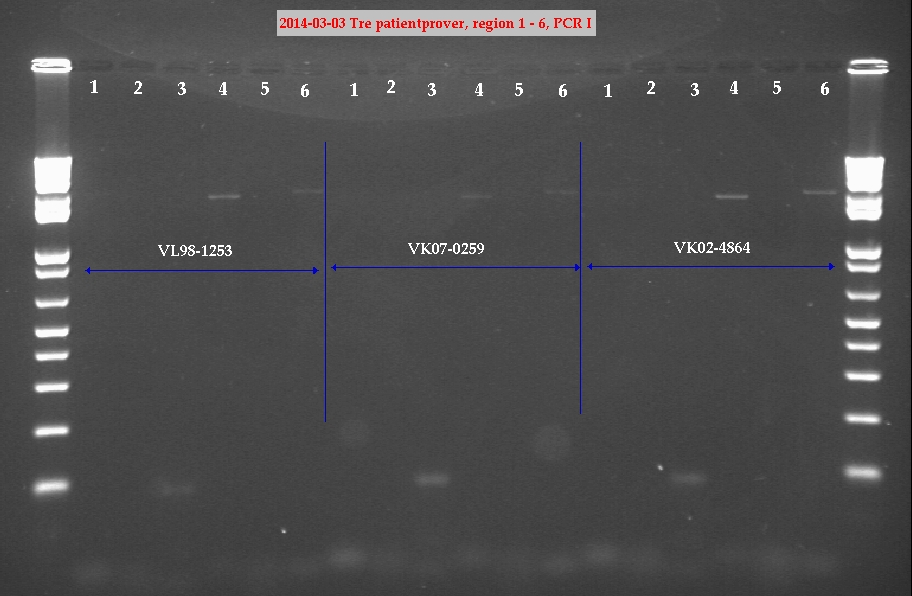 2014-03-03 Tre patientprover, region 1 - 6, PCR I
1 2 3 4 5 6 1 2 3 4 5 6 1 2 3 4 5 6
VL98-1253 VK07-0259 VK02-4864